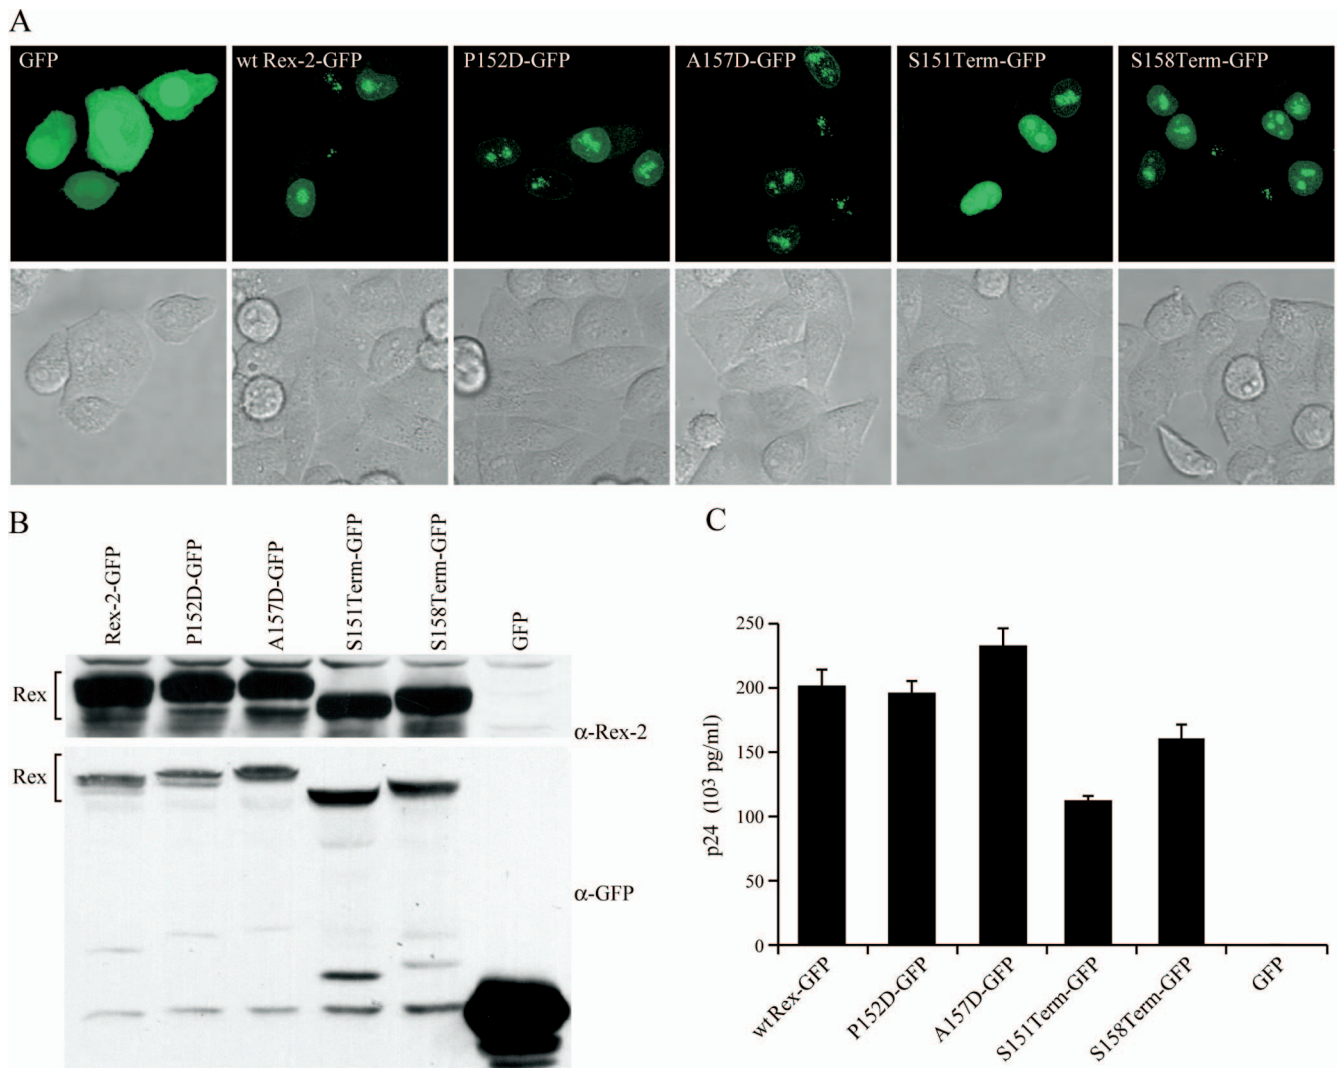 A
GFP
wt Rex-2-GFP
P152D-GFP
A157D-GFP
S151Term-GFP
S158Term-GFP
B
Rex-2-GFP
P152D-GFP
A157D-GFP
S151Term-GFP
S158Term-GFP
GFP
Rex
α-Rex-2
Rex
α-GFP
C
p24 (10³ pg/ml)
250
200
150
100
50
0
wtRex-GFP
P152D-GFP
A157D-GFP
S151Term-GFP
S158Term-GFP
GFP